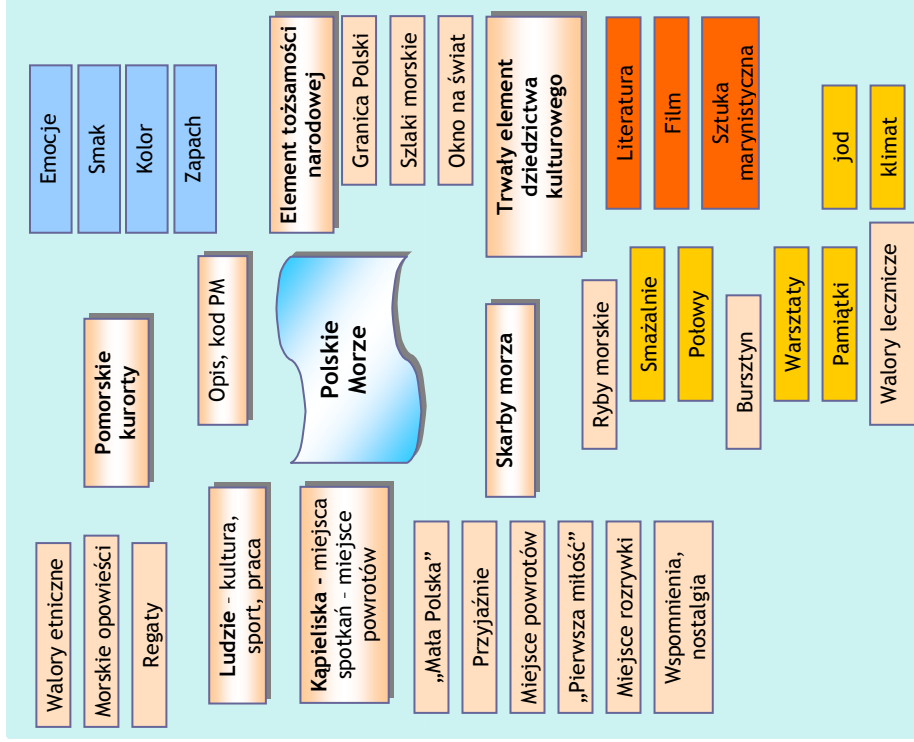 Walory etniczne
Morskie opowieści
Regaty
Pomorskie
kurorty
Emocje
Smak
Kolor
Zapach
Opis, kod PM
Ludzie – kultura,
sport, praca
Kąpieliska - miejsca
spotkań – miejsce
powrotów
„Mała Polska”
Przyjaźnie
Miejsce powrotów
„Pierwsza miłość”
Miejsce rozrywki
Wspomnienia,
nostalgia
Polskie
Morze
Element tożsamości
narodowej
Granica Polski
Szlaki morskie
Okno na świat
Skarby morza
Ryby morskie
Smażalnie
Połowy
Bursztyn
Warsztaty
Pamiątki
Walory lecznicze
jod
klimat
Trwały element
dziedzictwa
kulturowego
Literatura
Film
Sztuka
marynistyczna